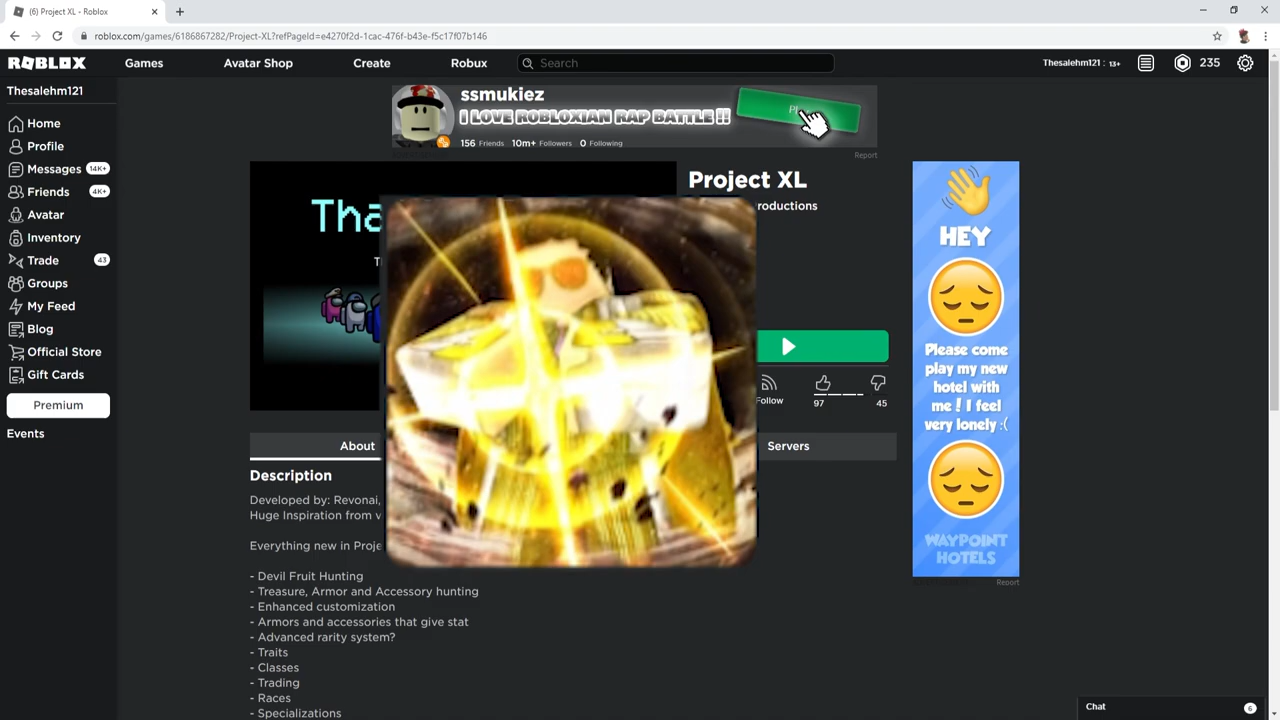 (6) Project XL - Roblox
roblox.com/games/6186867282/Project-XL?refPageId=e4270f2d-1cac-476f-b43e-f5c17f07b146
ROBLOX
Games
Avatar Shop
Create
Robux
Search
Thesalehm121 : 13+
235
Thesalehm121
Home
Profile
Messages 14K+
Friends 4K+
Avatar
Inventory
Trade 43
Groups
My Feed
Blog
Official Store
Gift Cards
Premium
Events
ssmukiez
I LOVE ROBLOXIAN RAP BATTLE !!
156 Friends 10m+ Followers 0 Following
Report
Tha
Project XL
roductions
Follow
97
45
About
Servers
Description
Developed by: Revonai,
Huge Inspiration from v
Everything new in Proje
- Devil Fruit Hunting
- Treasure, Armor and Accessory hunting
- Enhanced customization
- Armors and accessories that give stat
- Advanced rarity system?
- Traits
- Classes
- Trading
- Races
- Specializations
HEY
Please come
play my new
hotel with
me! I feel
very lonely :(
WAYPOINT
HOTELS
Report
Chat
6